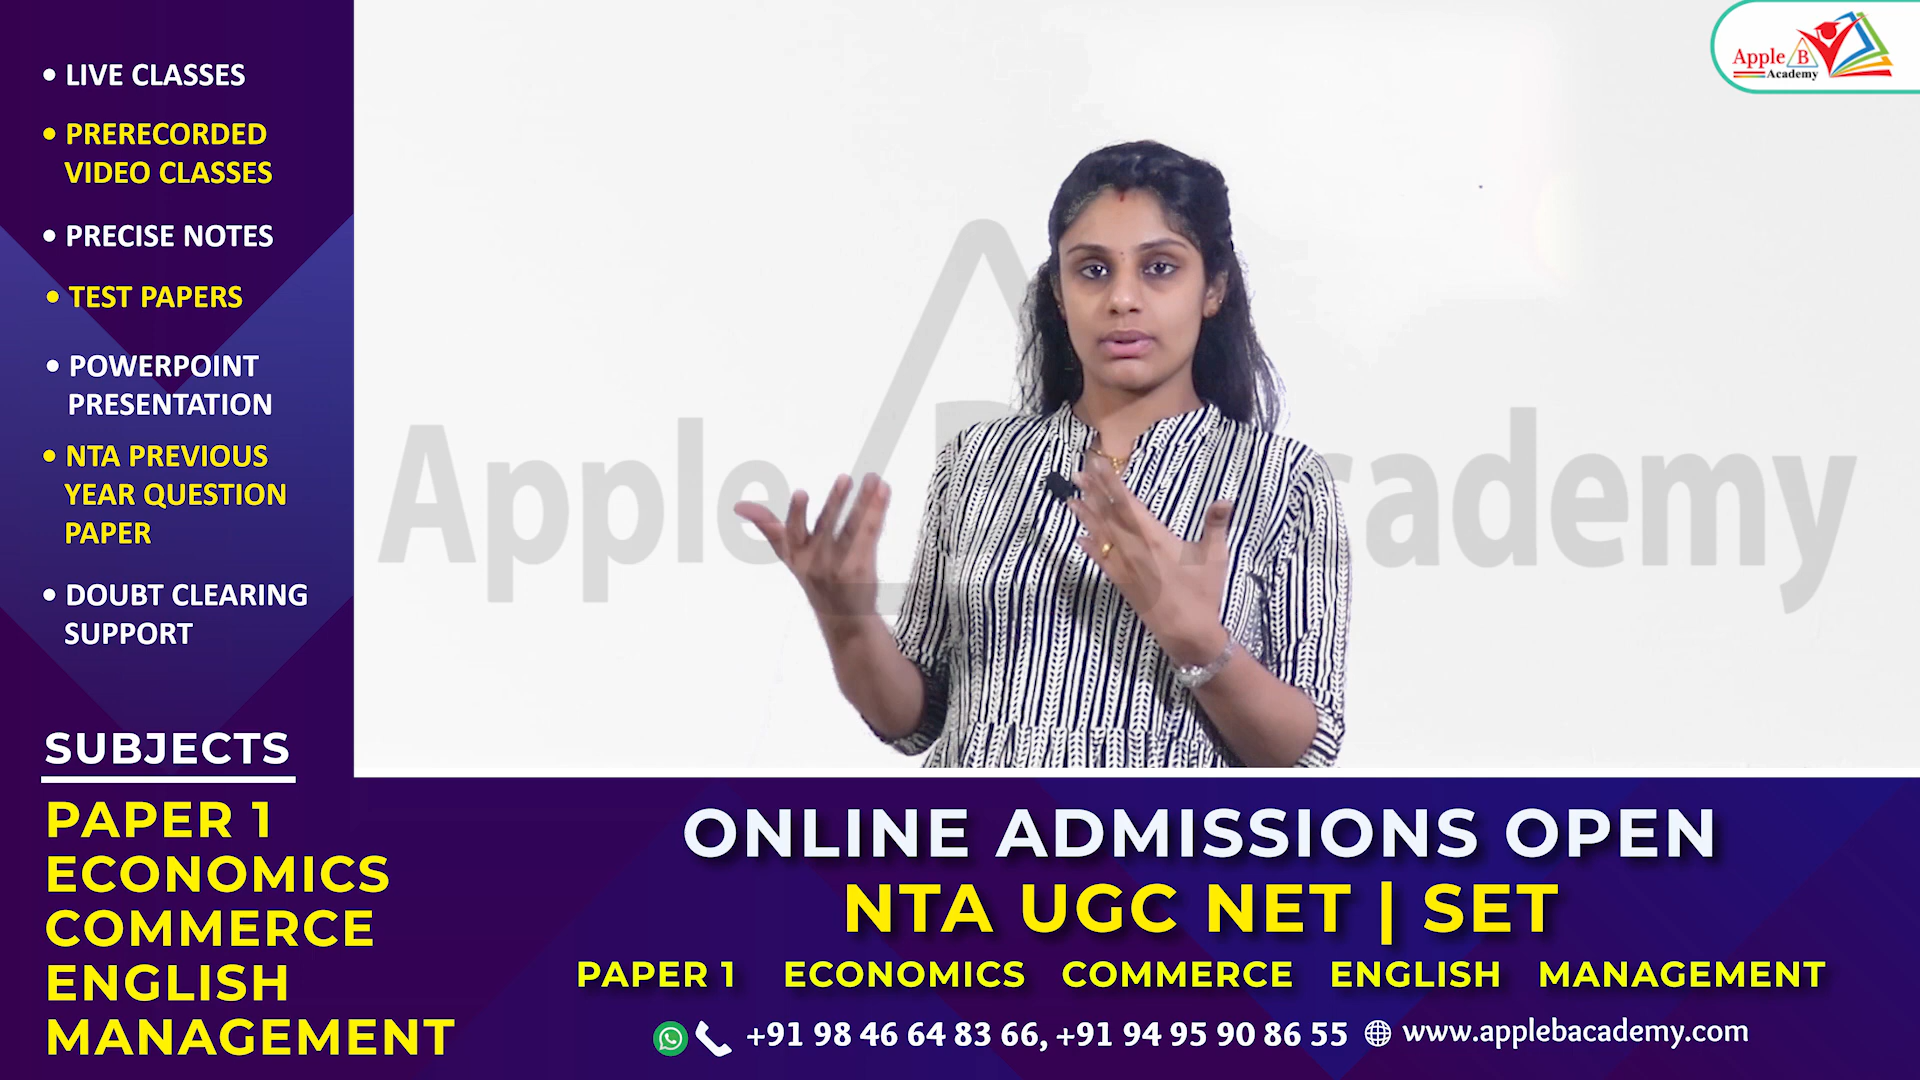 • LIVE CLASSES
• PRERECORDED
VIDEO CLASSES
• PRECISE NOTES
• TEST PAPERS
• POWERPOINT
PRESENTATION
• NTA PREVIOUS
YEAR QUESTION
PAPER
• DOUBT CLEARING
SUPPORT
SUBJECTS
PAPER 1
ECONOMICS
COMMERCE
ENGLISH
MANAGEMENT
Apple B
Academy
Apple B Academy
ONLINE ADMISSIONS OPEN
NTA UGC NET | SET
PAPER 1 ECONOMICS COMMERCE ENGLISH MANAGEMENT
+91 98 46 64 83 66, +91 94 95 90 86 55 www.applebacademy.com